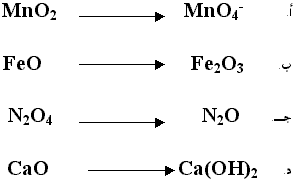 أ. MnO₂ ⟶ MnO₄⁻
ب. FeO ⟶ Fe₂O₃
جـ. N₂O₄ ⟶ N₂O
د. CaO ⟶ Ca(OH)₂